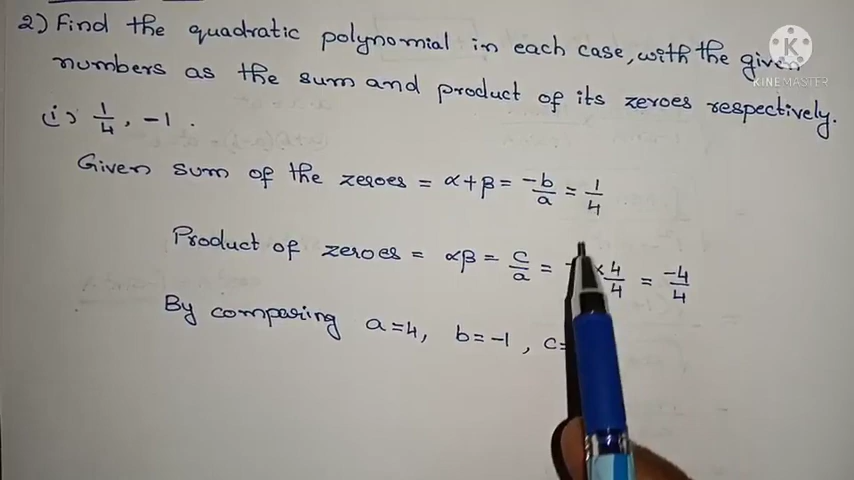 2) Find the quadratic polynomial in each case, with the given
KINEMASTER
numbers as the sum and product of its zeroes respectively.
(i) 1/4, -1.
Given sum of the zeroes = α+β = -b/a = 1/4
Product of zeroes = αβ = c/a = - ×4/4 = -4/4
By comparing a=4, b=-1, c=